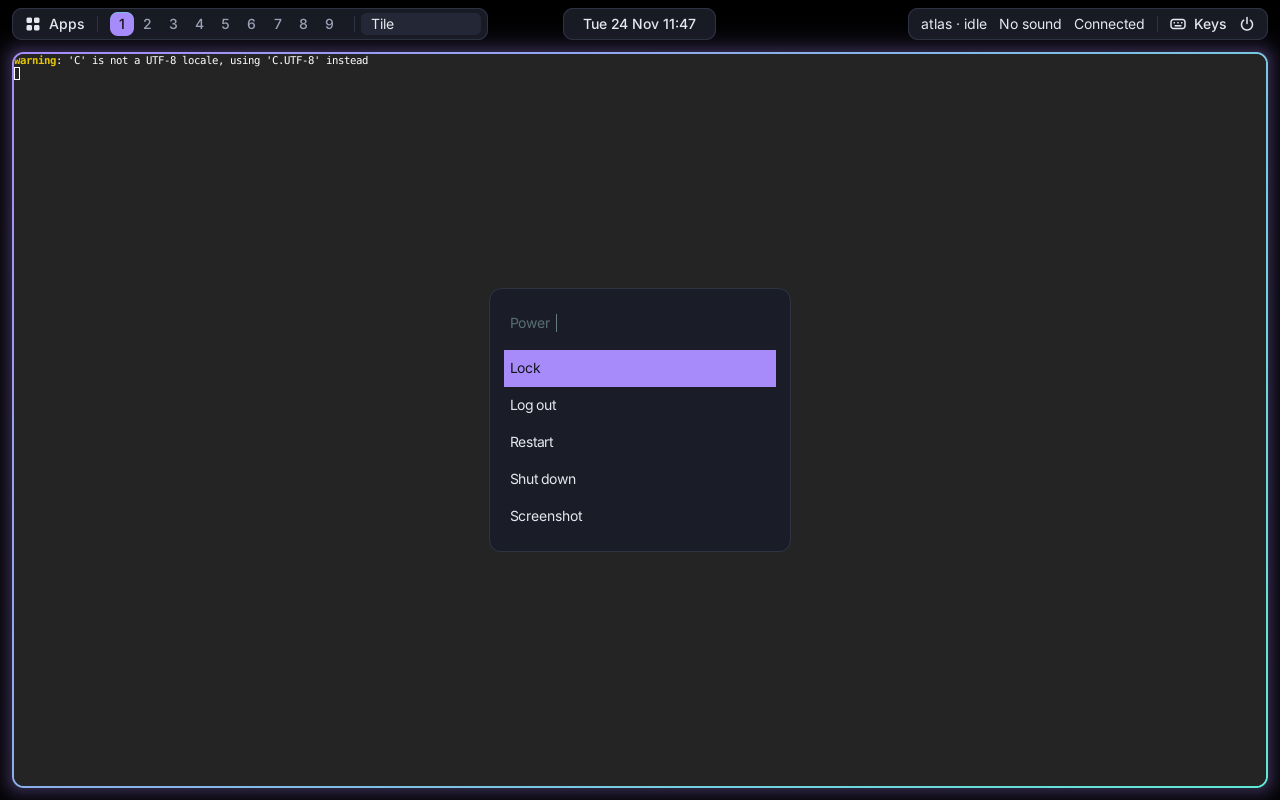 Apps 1 2 3 4 5 6 7 8 9 Tile Tue 24 Nov 11:47 atlas · idle No sound Connected Keys
warning: 'C' is not a UTF-8 locale, using 'C.UTF-8' instead
Power
Lock
Log out
Restart
Shut down
Screenshot